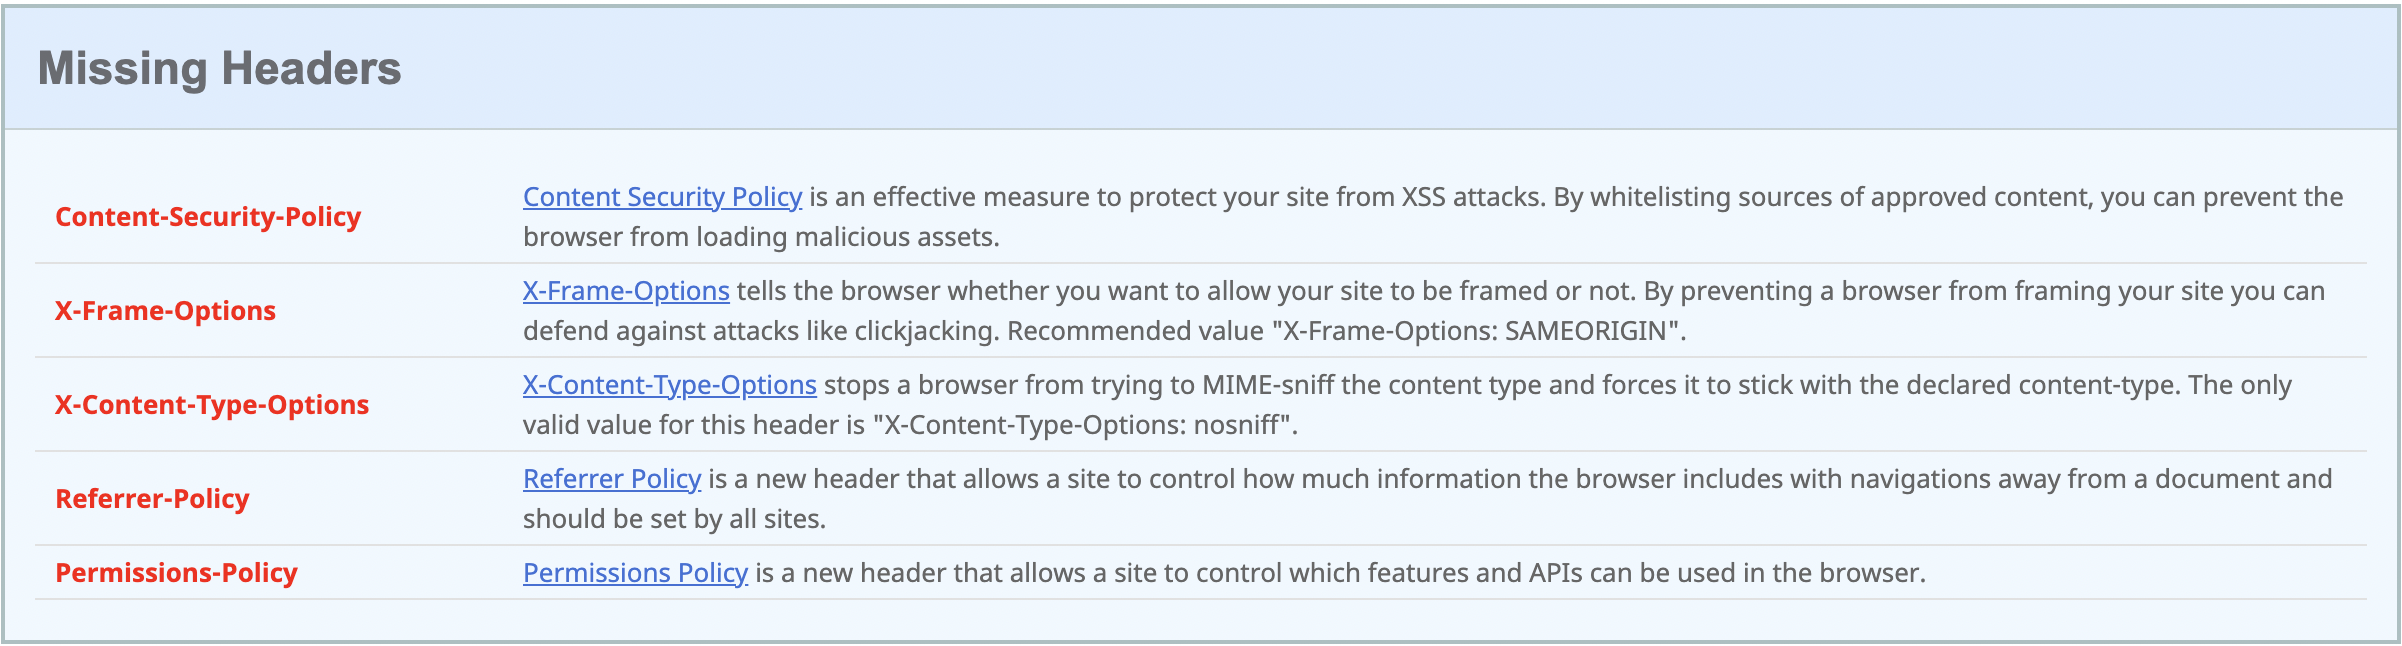 Missing Headers
Content-Security-Policy
Content Security Policy is an effective measure to protect your site from XSS attacks. By whitelisting sources of approved content, you can prevent the
browser from loading malicious assets.
X-Frame-Options
X-Frame-Options tells the browser whether you want to allow your site to be framed or not. By preventing a browser from framing your site you can
defend against attacks like clickjacking. Recommended value "X-Frame-Options: SAMEORIGIN".
X-Content-Type-Options
X-Content-Type-Options stops a browser from trying to MIME-sniff the content type and forces it to stick with the declared content-type. The only
valid value for this header is "X-Content-Type-Options: nosniff".
Referrer-Policy
Referrer Policy is a new header that allows a site to control how much information the browser includes with navigations away from a document and
should be set by all sites.
Permissions-Policy
Permissions Policy is a new header that allows a site to control which features and APIs can be used in the browser.